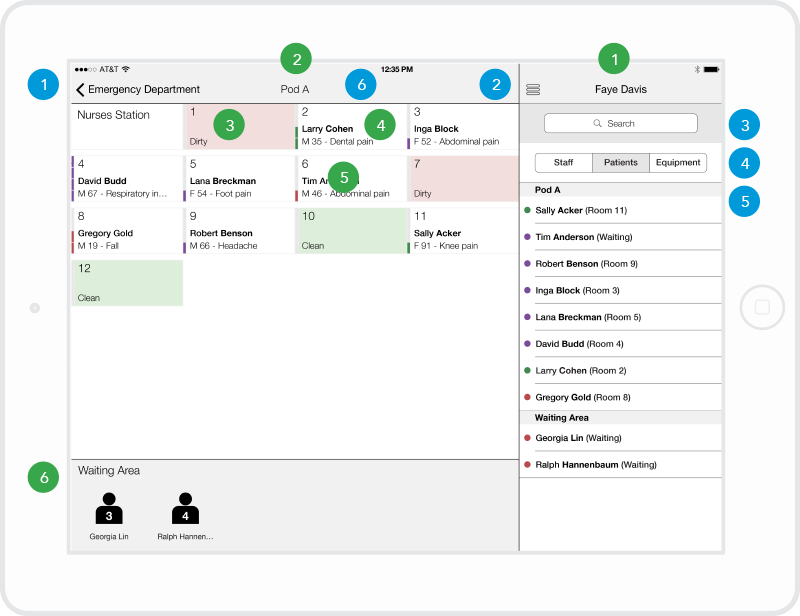 1
2
●●●○○ AT&T
12:35 PM
1
Emergency Department
Pod A
6
2
Faye Davis
Nurses Station
1
3
Dirty
2
4
Larry Cohen
M 35 - Dental pain
3
Inga Block
F 52 - Abdominal pain
Search
3
4
David Budd
M 67 - Respiratory in...
5
Lana Breckman
F 54 - Foot pain
6
5
Tim An
M 46 - Abdominal pain
7
Dirty
Staff
Patients
Equipment
4
Pod A
5
8
Gregory Gold
M 19 - Fall
9
Robert Benson
M 66 - Headache
10
Clean
11
Sally Acker
F 91 - Knee pain
12
Clean
Sally Acker (Room 11)
Tim Anderson (Waiting)
Robert Benson (Room 9)
Inga Block (Room 3)
Lana Breckman (Room 5)
David Budd (Room 4)
Larry Cohen (Room 2)
Gregory Gold (Room 8)
Waiting Area
Georgia Lin (Waiting)
Ralph Hannenbaum (Waiting)
Waiting Area
6
3
Georgia Lin
4
Ralph Hannen...